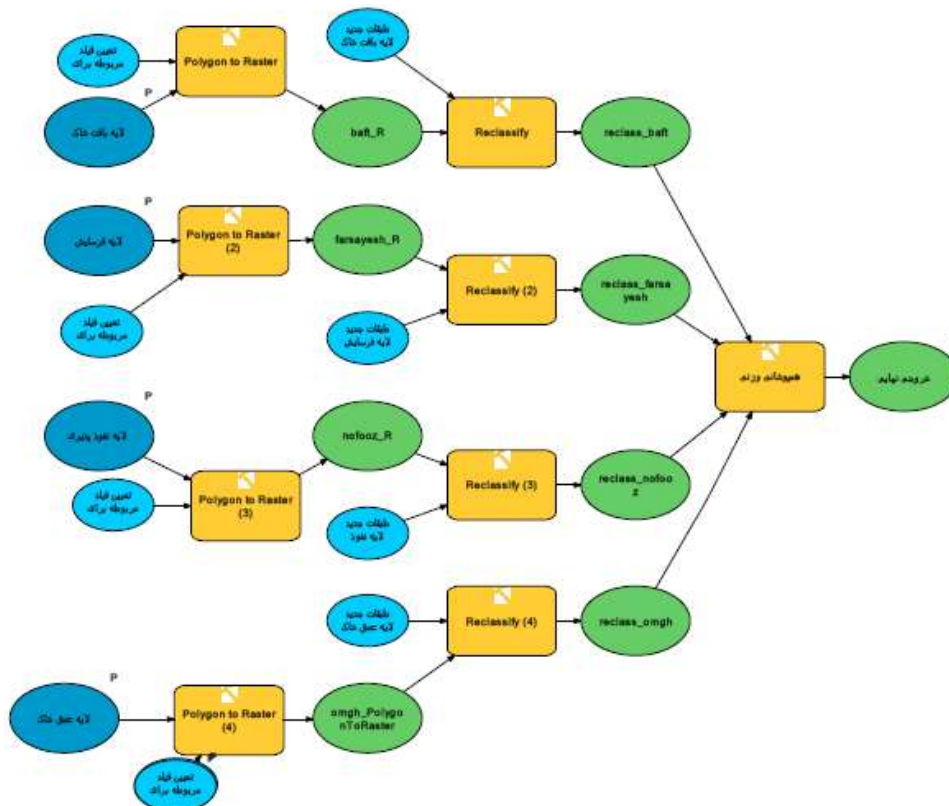 تعیین فیلد
مربوطه برای
P
لایه بافت خاک
Polygon to Raster
baft_R
طبقات جدید
لایه بافت خاک
Reclassify
reclass_baft
P
لایه فرسایش
تعیین فیلد
مربوطه برای
Polygon to Raster
(2)
farsayesh_R
طبقات جدید
لایه فرسایش
Reclassify (2)
reclass_farsa
yesh
P
لایه نفوذ پذیری
تعیین فیلد
مربوطه برای
Polygon to Raster
(3)
nofooz_R
طبقات جدید
لایه نفوذ
Reclassify (3)
reclass_nofoo
z
P
لایه عمق خاک
تعیین فیلد
مربوطه برای
P
Polygon to Raster
(4)
omgh_Polygo
nToRaster
طبقات جدید
لایه عمق خاک
Reclassify (4)
reclass_omgh
همپوشانی وزنی
خروجی نهایی